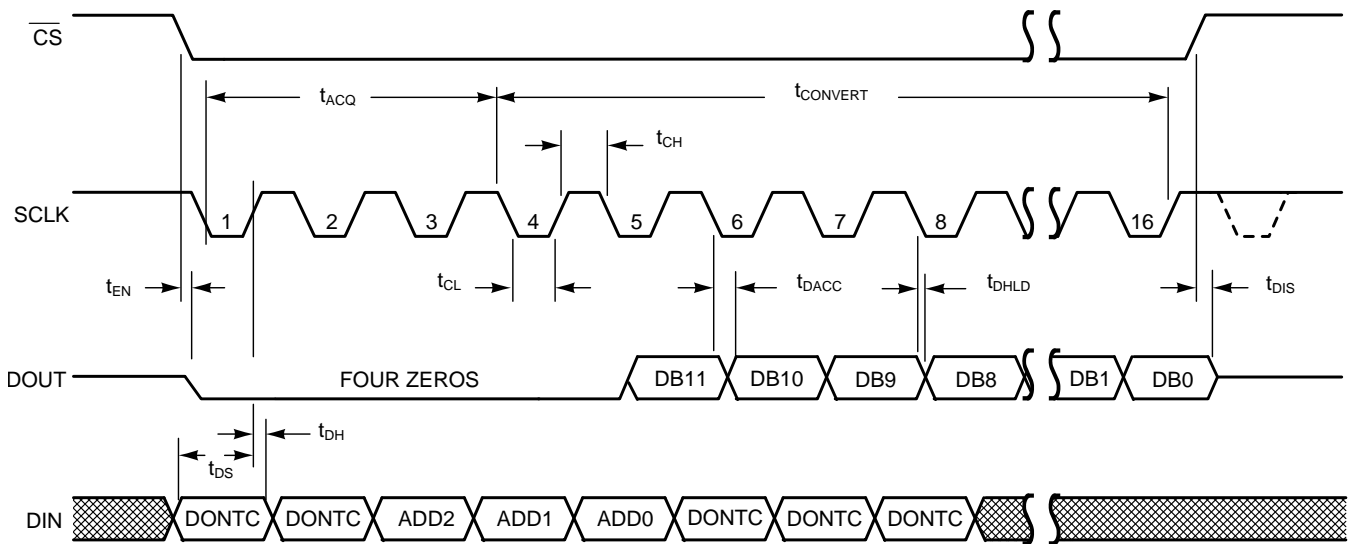 CS
tACQ
tCONVERT
tCH
SCLK
1 2 3 4 5 6 7 8 16
tEN
tCL
tDACC
tDHLD
tDIS
DOUT
FOUR ZEROS
DB11 DB10 DB9 DB8 DB1 DB0
tDH
tDS
DIN
DONTC DONTC ADD2 ADD1 ADD0 DONTC DONTC DONTC